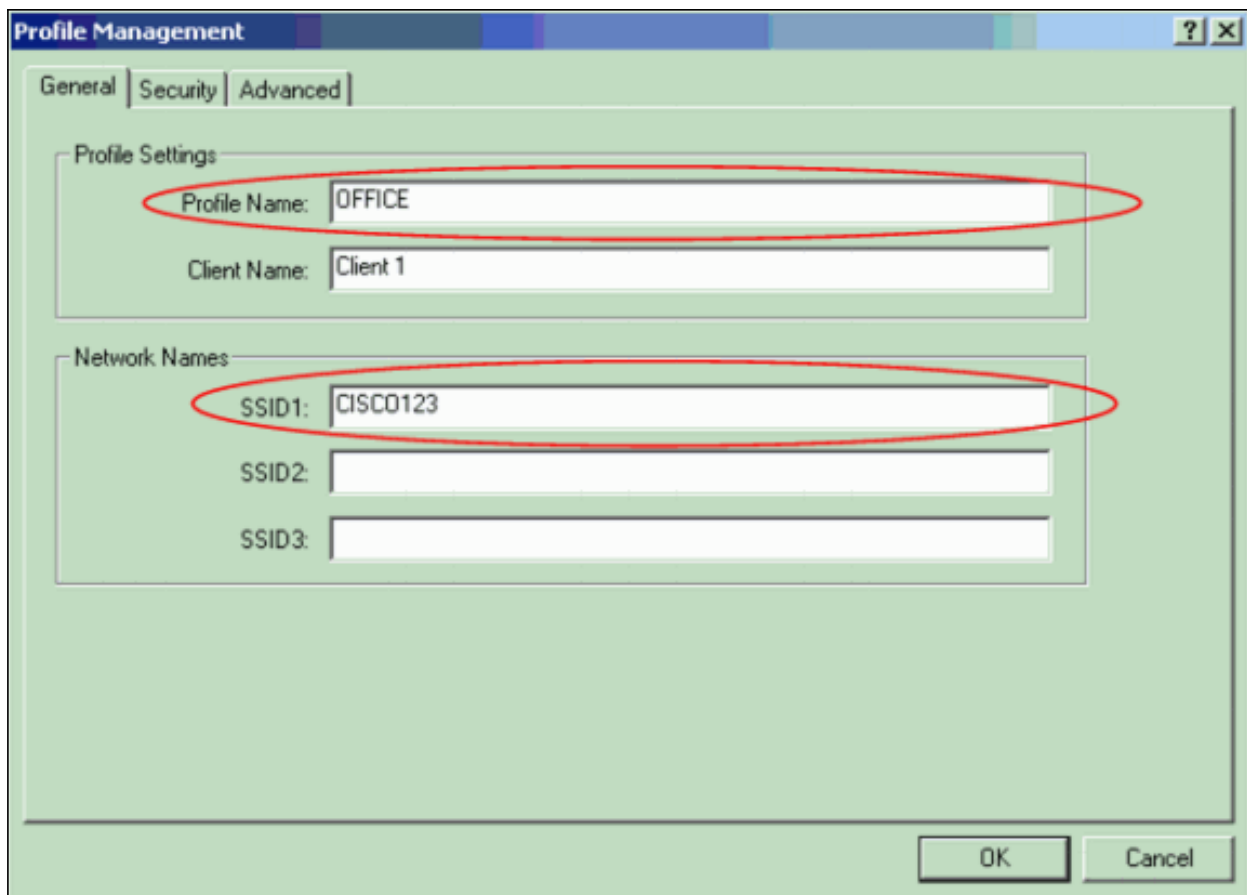 Profile Management
General Security Advanced
Profile Settings
Profile Name: OFFICE
Client Name: Client 1
Network Names
SSID1: CISCO123
SSID2:
SSID3:
OK Cancel